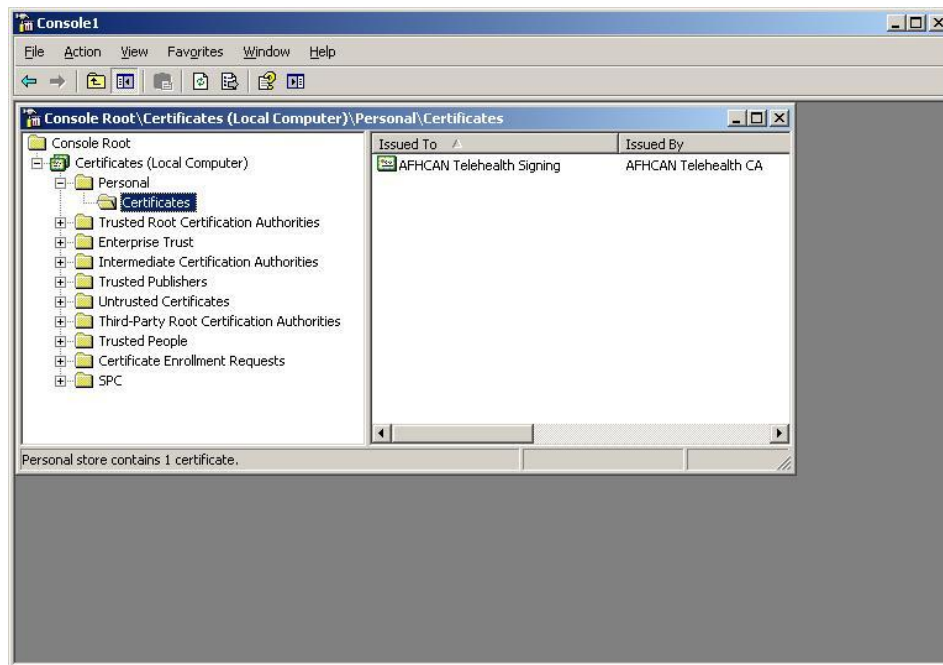 Console1
File Action View Favorites Window Help
Console Root\Certificates (Local Computer)\Personal\Certificates
Console Root
Certificates (Local Computer)
Personal
Certificates
Trusted Root Certification Authorities
Enterprise Trust
Intermediate Certification Authorities
Trusted Publishers
Untrusted Certificates
Third-Party Root Certification Authorities
Trusted People
Certificate Enrollment Requests
SPC
Issued To Issued By
AFHCAN Telehealth Signing AFHCAN Telehealth CA
Personal store contains 1 certificate.